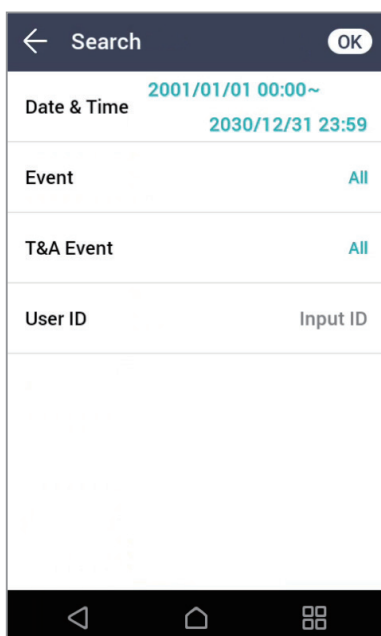 Search
OK
Date & Time
2001/01/01 00:00~
2030/12/31 23:59
Event
All
T&A Event
All
User ID
Input ID